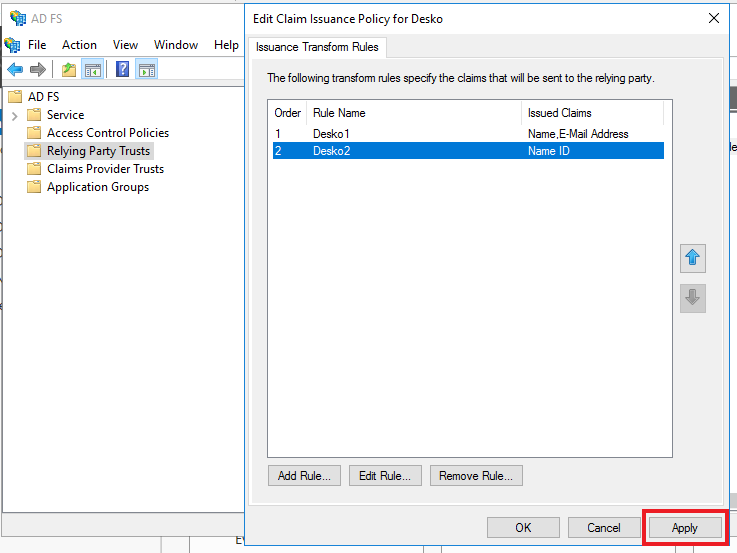 AD FS
File Action View Window Help
AD FS
Service
Access Control Policies
Relying Party Trusts
Claims Provider Trusts
Application Groups
Edit Claim Issuance Policy for Desko
Issuance Transform Rules
The following transform rules specify the claims that will be sent to the relying party.
Order Rule Name Issued Claims
1 Desko1 Name,E-Mail Address
2 Desko2 Name ID
Add Rule... Edit Rule... Remove Rule...
OK Cancel Apply